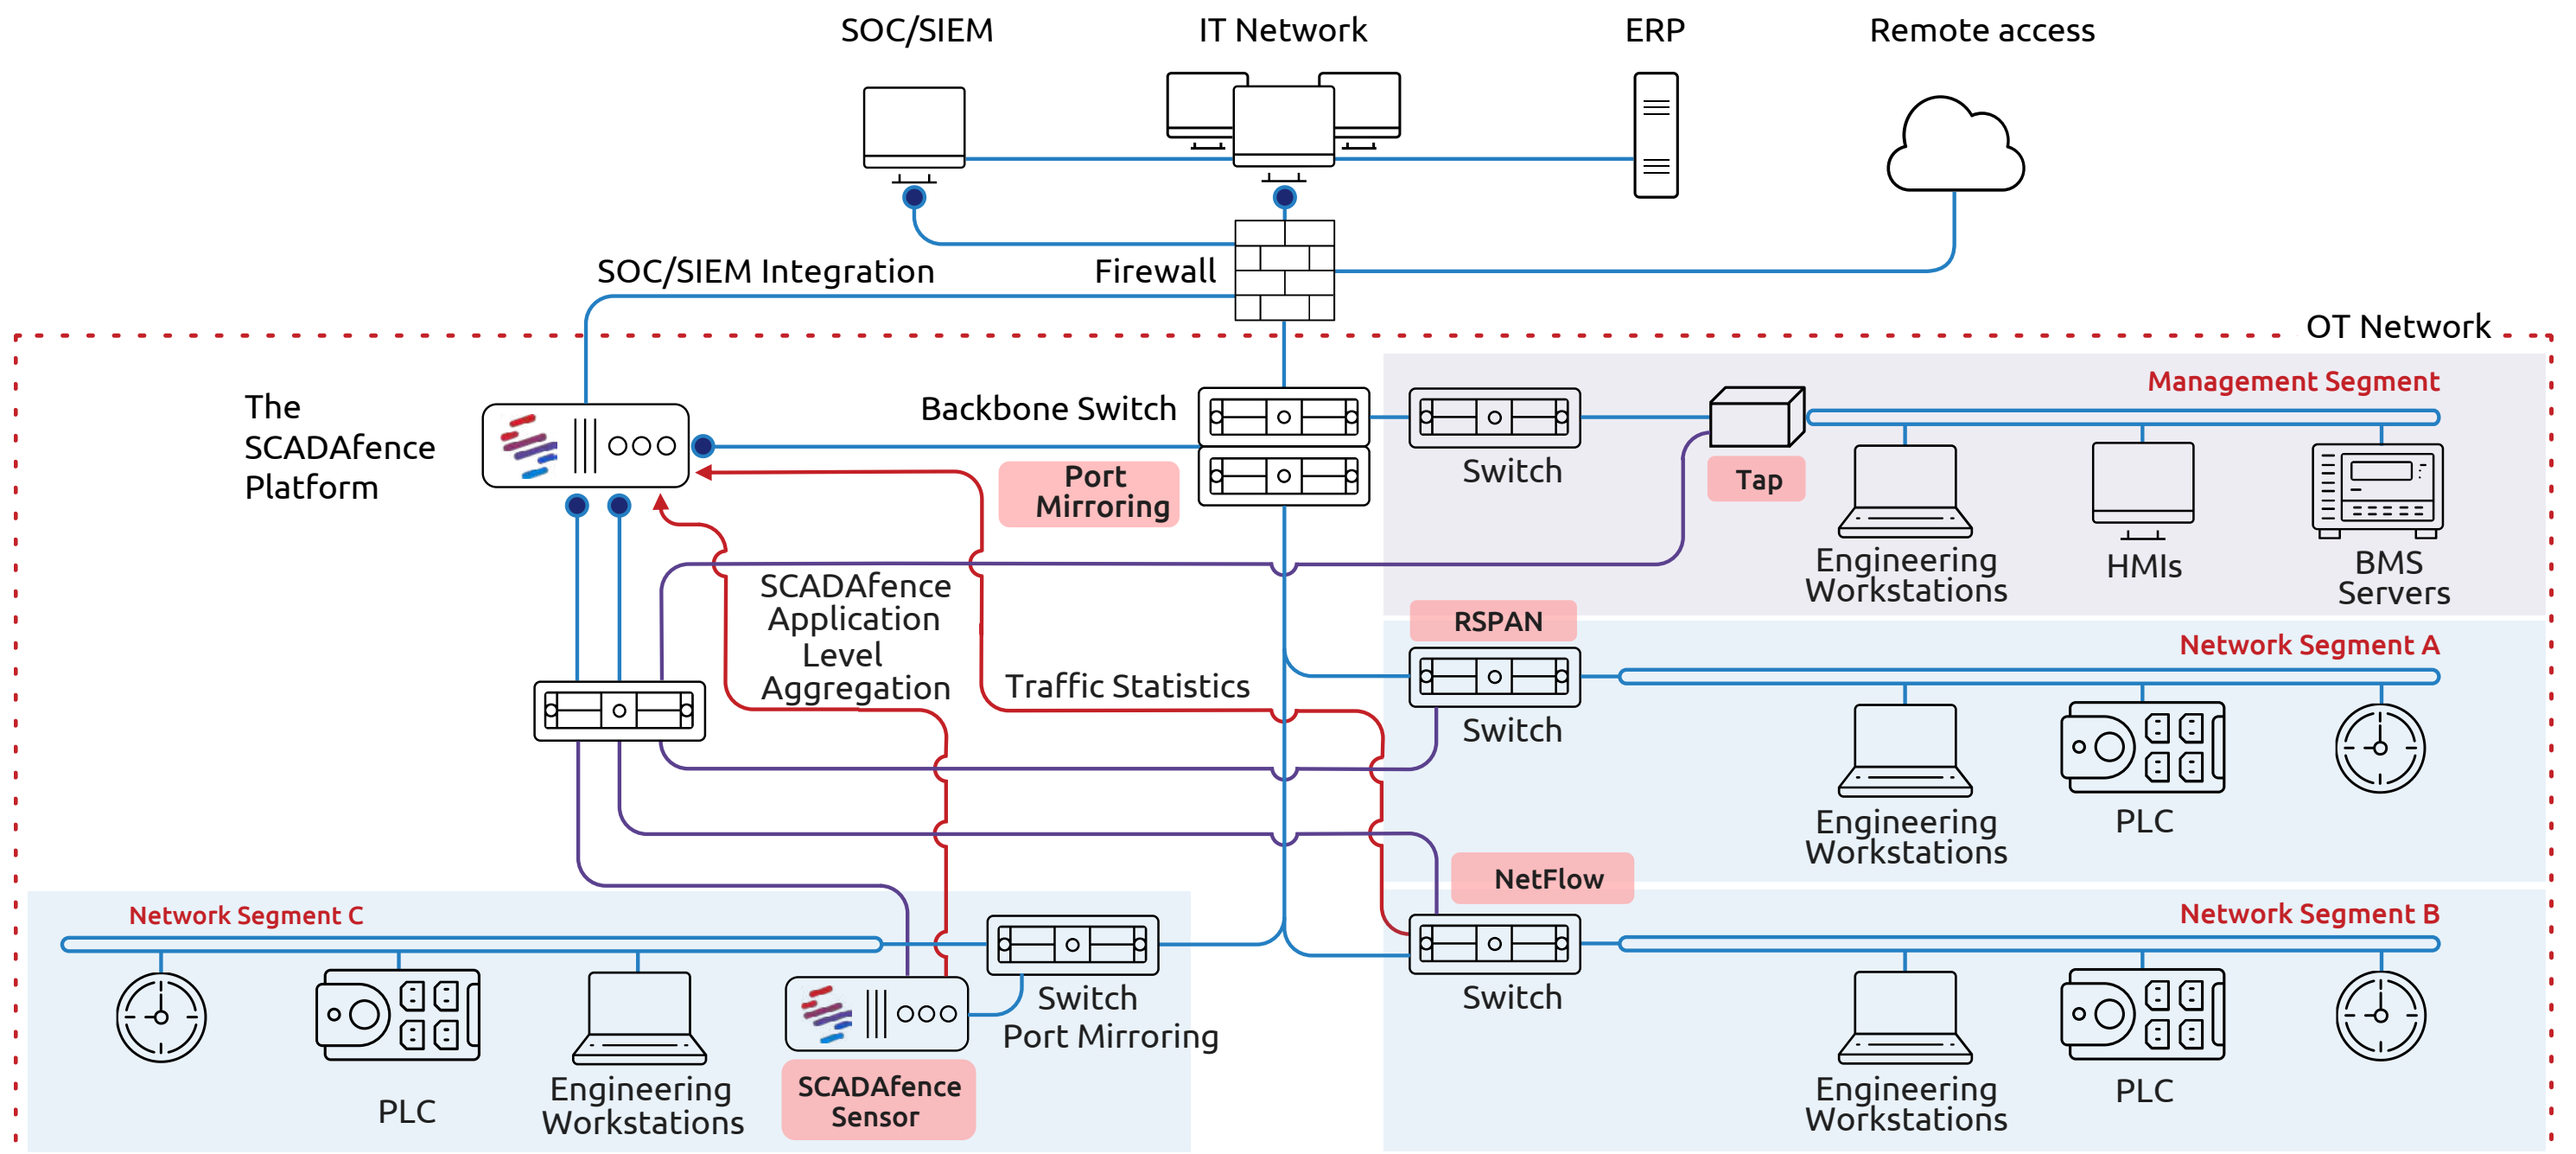 SOC/SIEM
IT Network
ERP
Remote access
SOC/SIEM Integration
Firewall
OT Network
The
SCADAfence
Platform
Backbone Switch
Port
Mirroring
Switch
Tap
Management Segment
Engineering
Workstations
HMIs
BMS
Servers
SCADAfence
Application
Level
Aggregation
Traffic Statistics
RSPAN
Switch
Network Segment A
Engineering
Workstations
PLC
NetFlow
Switch
Network Segment B
Engineering
Workstations
PLC
Network Segment C
PLC
Engineering
Workstations
SCADAfence
Sensor
Switch
Port Mirroring